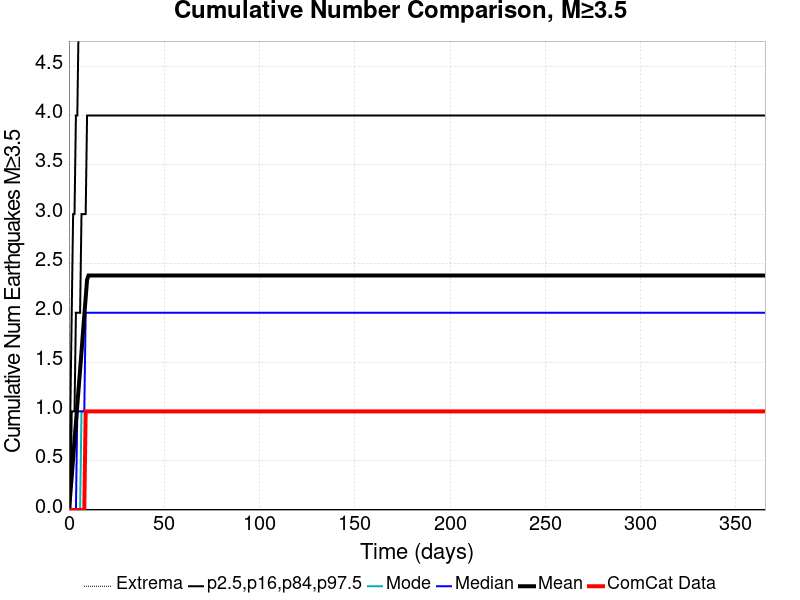 Cumulative Number Comparison, M≥3.5
Cumulative Num Earthquakes M≥3.5
4.5
4.0
3.5
3.0
2.5
2.0
1.5
1.0
0.5
0.0
0 50 100 150 200 250 300 350
Time (days)
Extrema p2.5,p16,p84,p97.5 Mode Median Mean ComCat Data